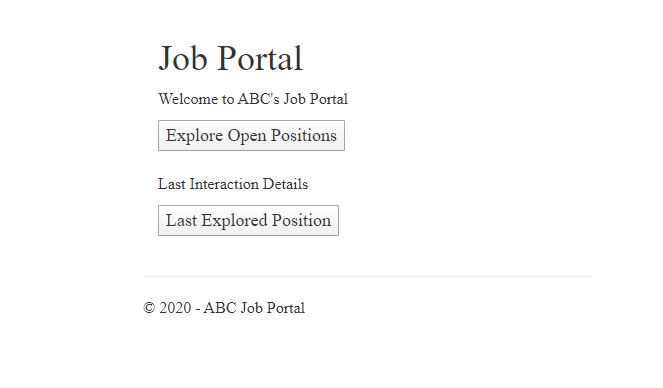 Job Portal
Welcome to ABC's Job Portal
Explore Open Positions
Last Interaction Details
Last Explored Position
© 2020 - ABC Job Portal